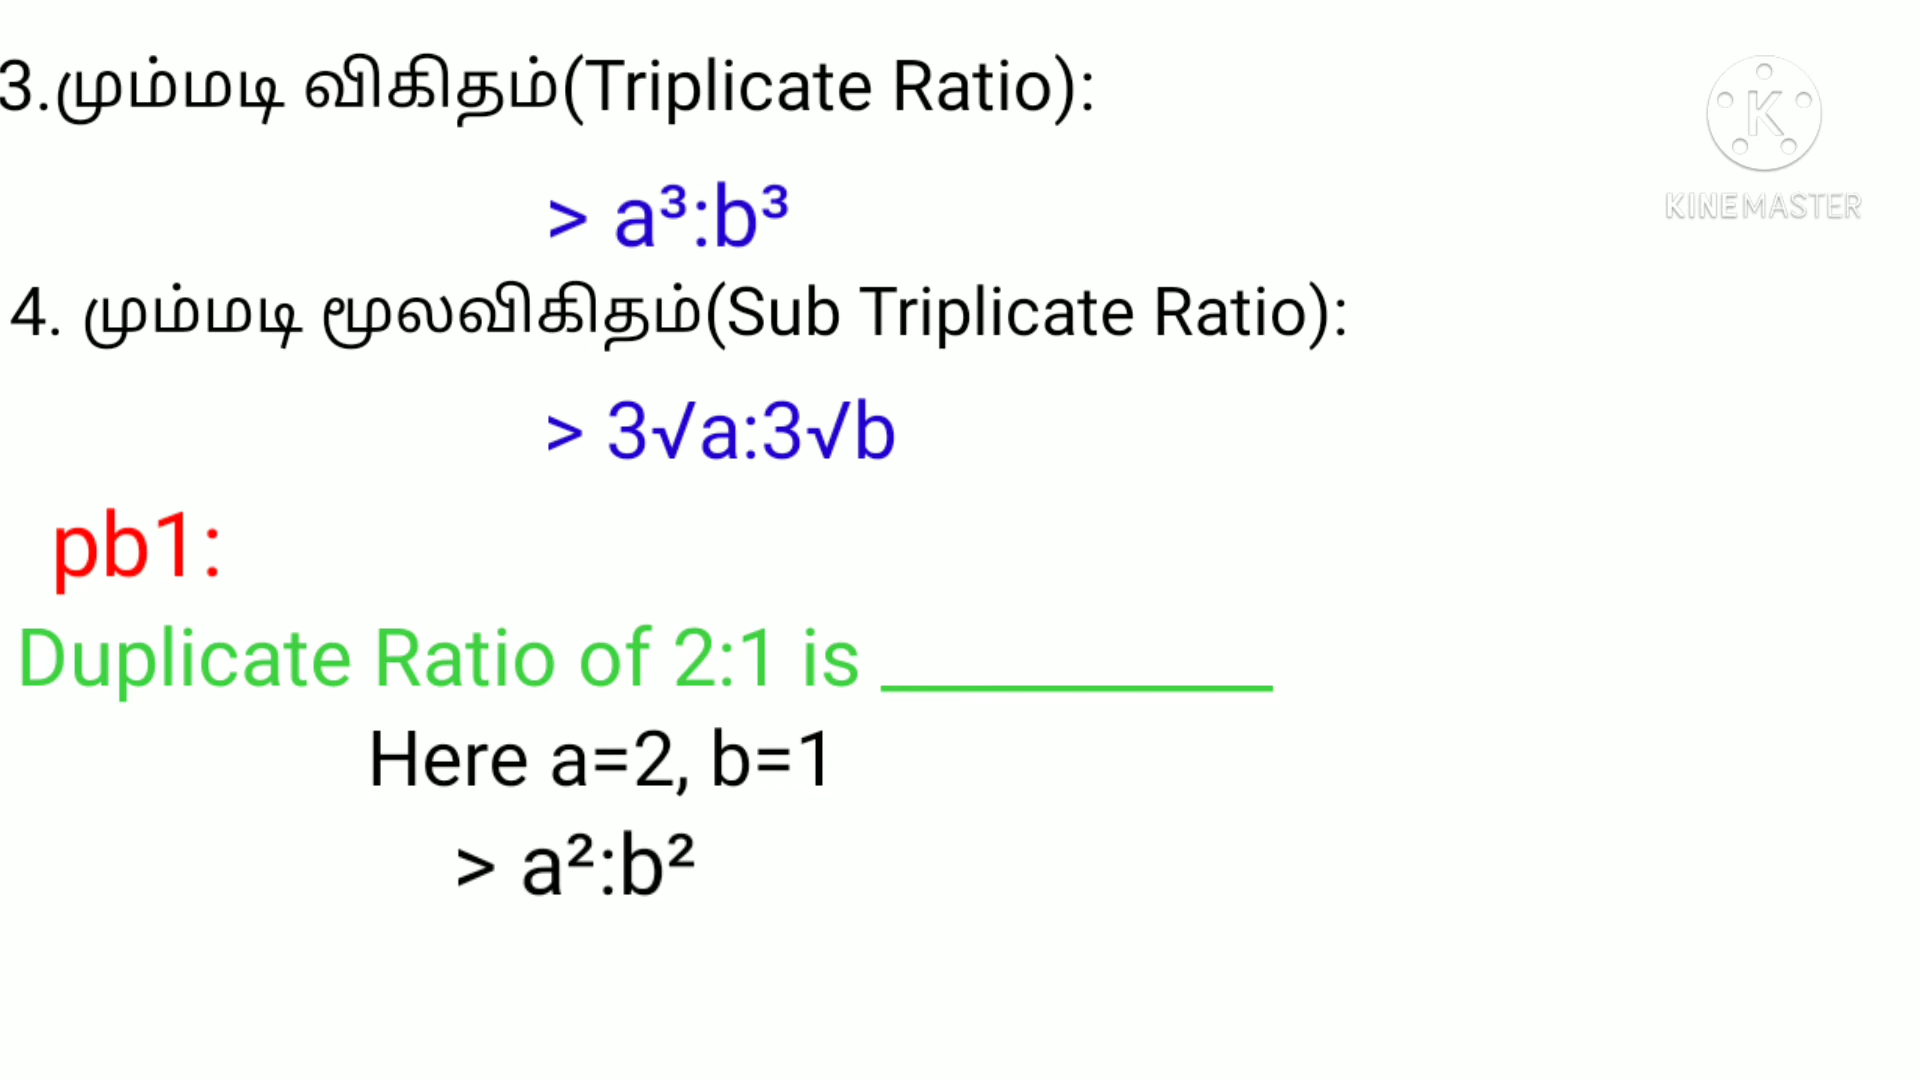 3.மும்மடி விகிதம்(Triplicate Ratio):
> a³:b³
4. மும்மடி மூலவிகிதம்(Sub Triplicate Ratio):
> 3√a:3√b
pb1:
Duplicate Ratio of 2:1 is __________
Here a=2, b=1
> a²:b²
K
KINEMASTER